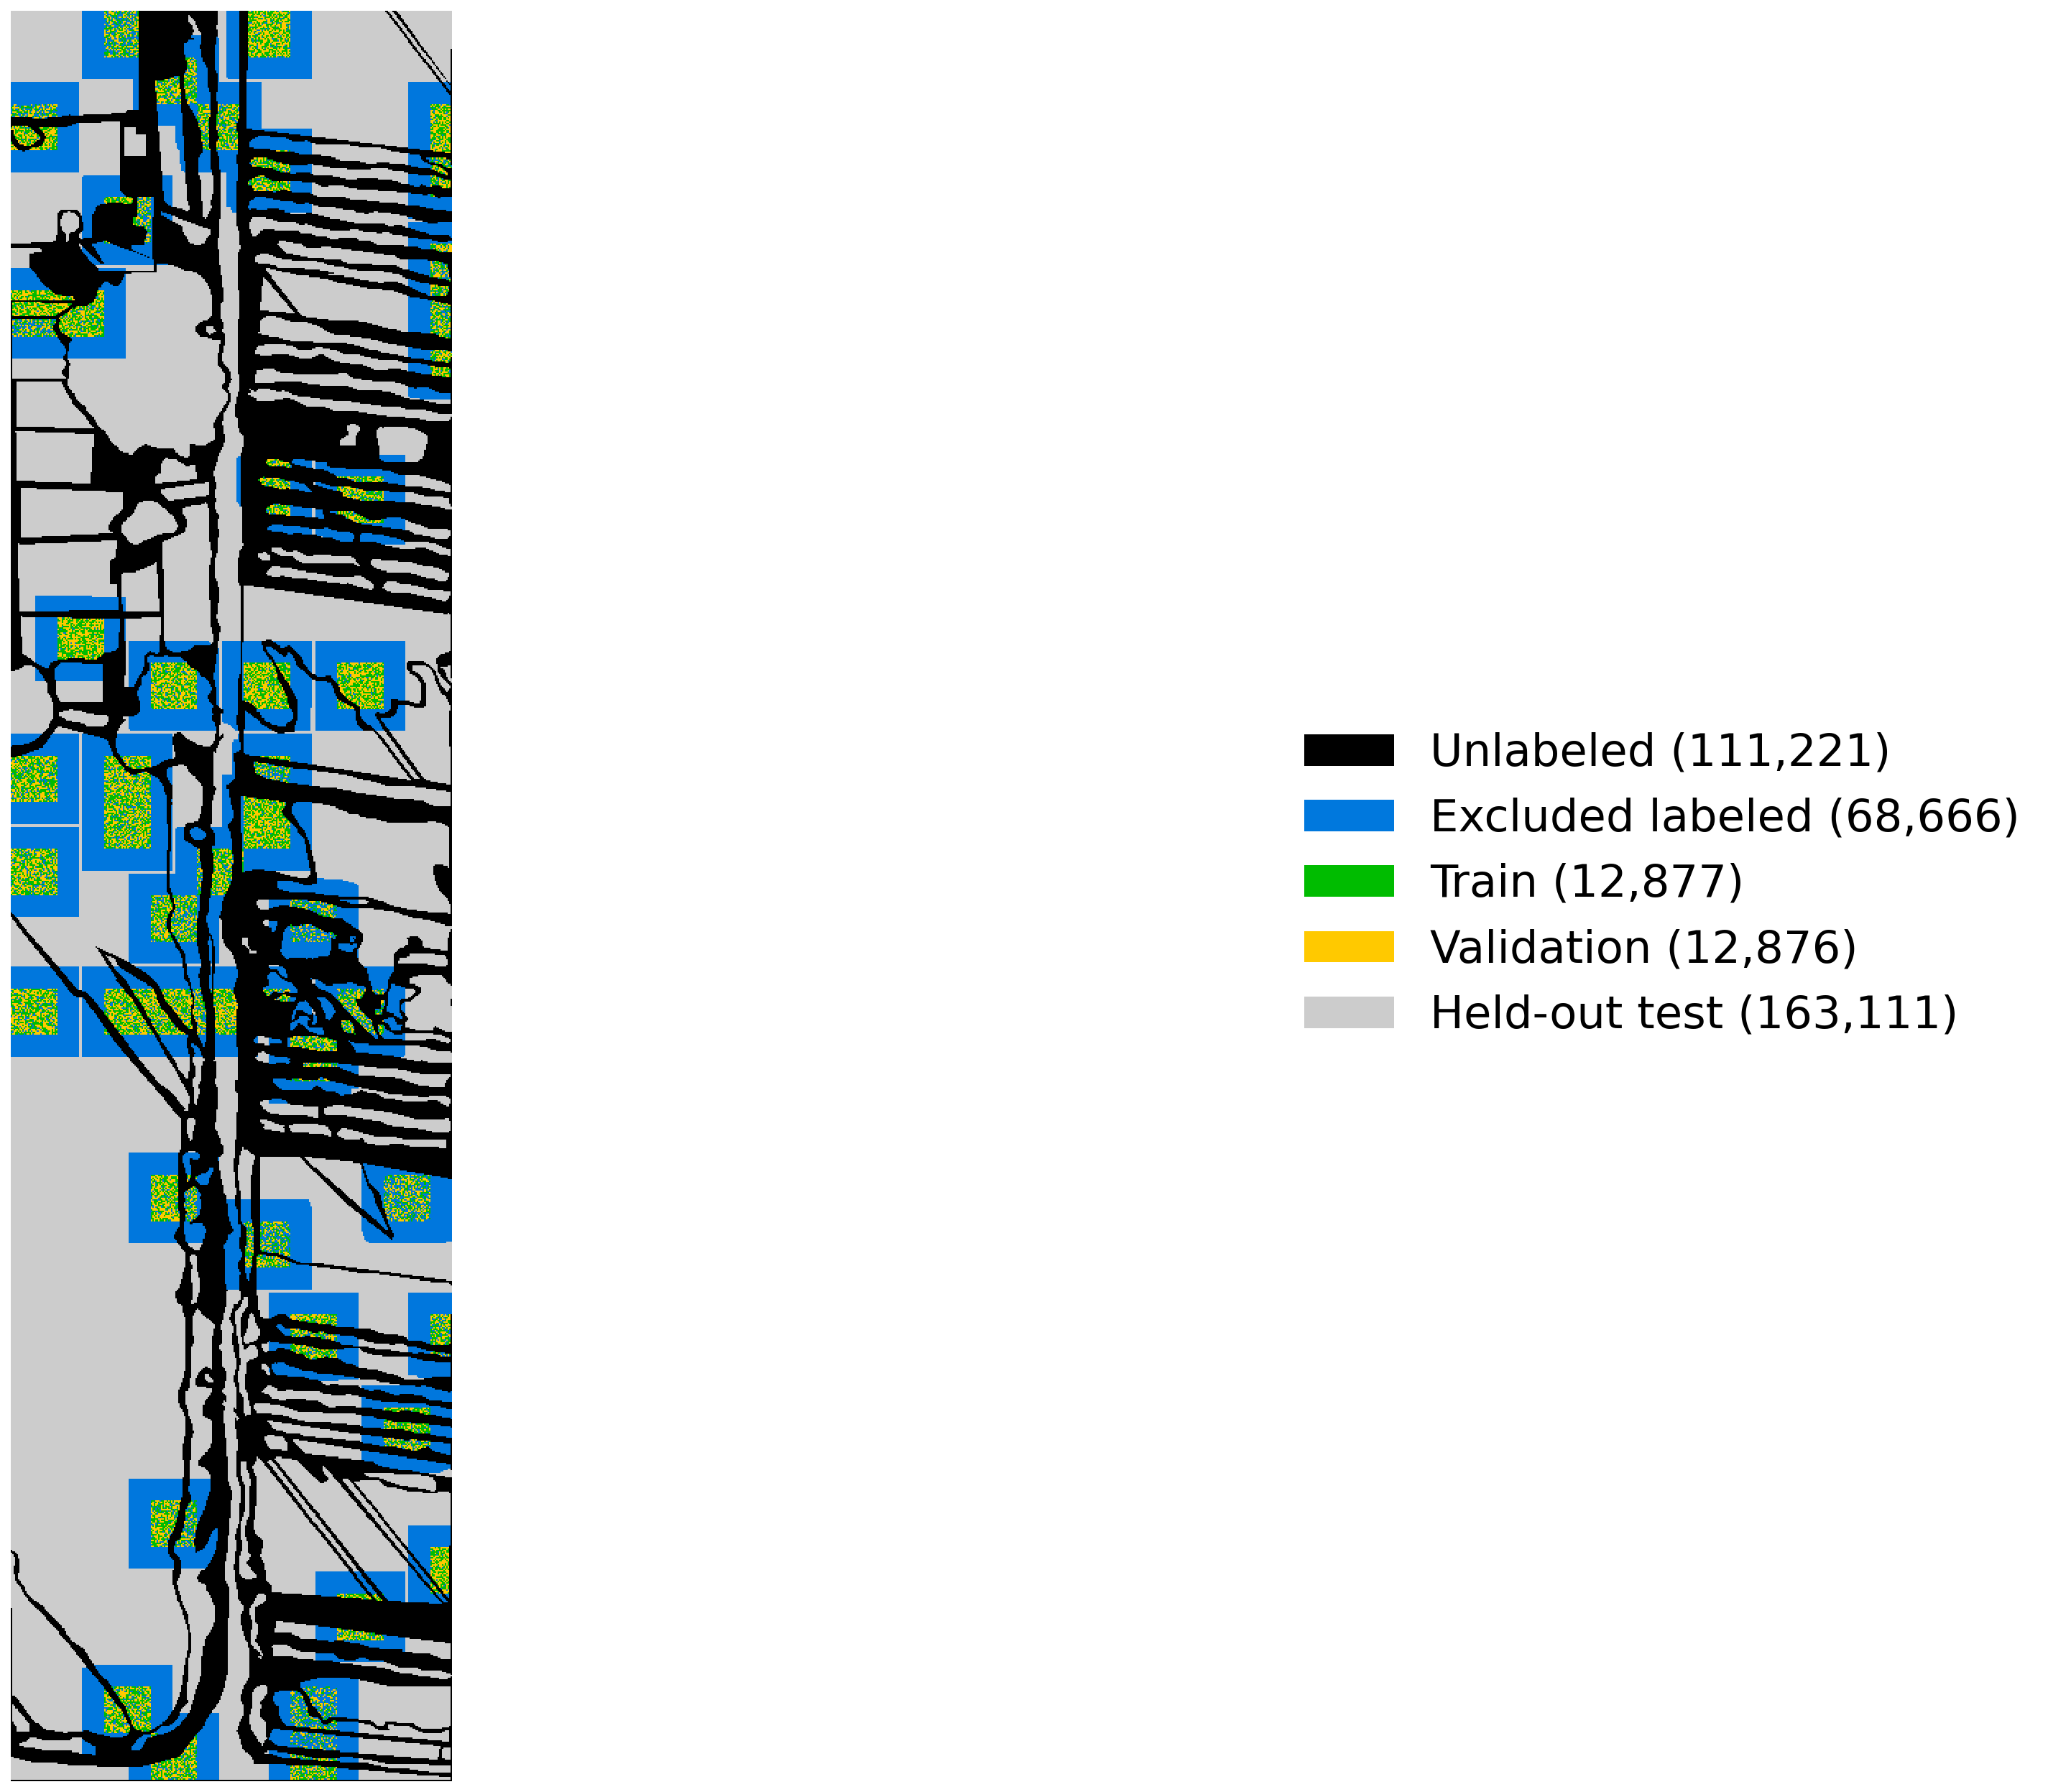 Unlabeled (111,221)
Excluded labeled (68,666)
Train (12,877)
Validation (12,876)
Held-out test (163,111)